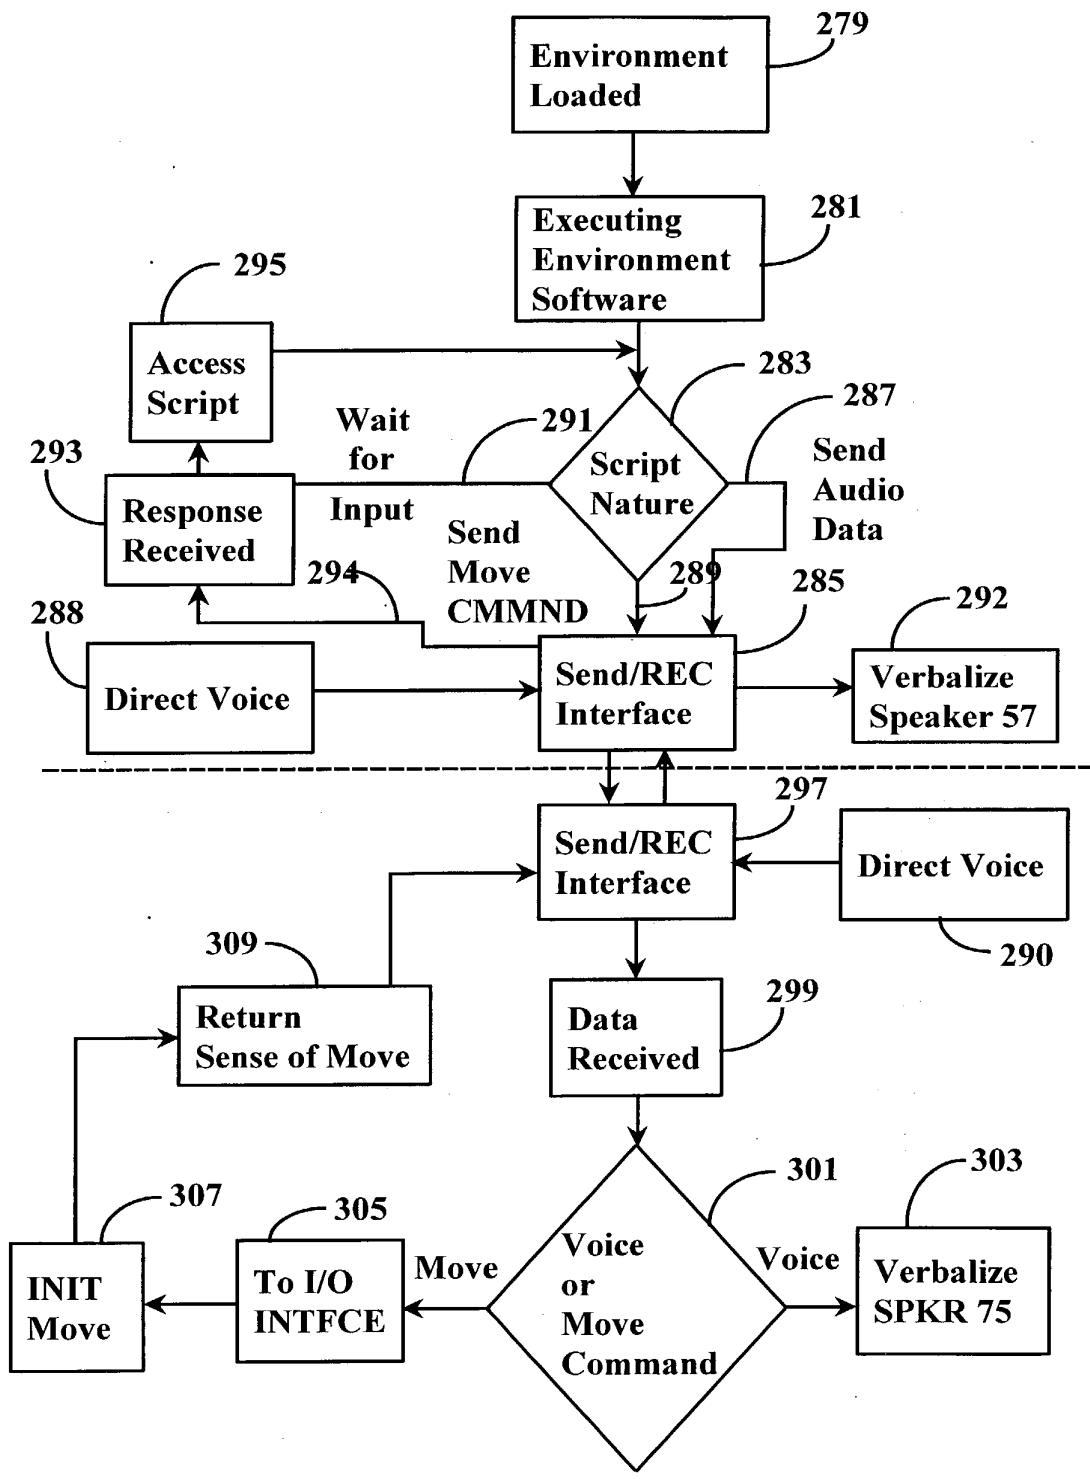 279
Environment
Loaded
281
Executing
Environment
Software
295
Access
Script
283
287
291
Wait
for
Input
Script
Nature
Send
Audio
Data
293
Response
Received
Send
Move
CMMND
294
289
285
292
288
Direct Voice
Send/REC
Interface
Verbalize
Speaker 57
297
Send/REC
Interface
Direct Voice
290
309
Return
Sense of Move
299
Data
Received
301
303
307
305
INIT
Move
To I/O
INTFCE
Move
Voice
or
Move
Command
Voice
Verbalize
SPKR 75